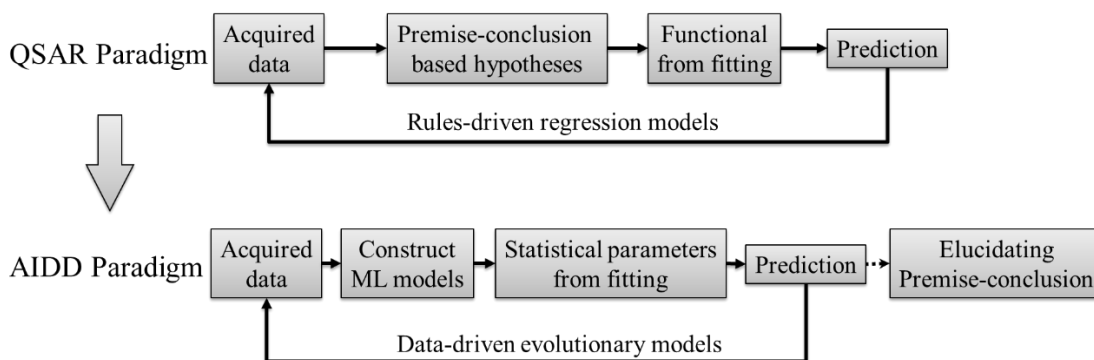 QSAR Paradigm
Acquired
data
Premise-conclusion
based hypotheses
Functional
from fitting
Prediction
Rules-driven regression models
AIDD Paradigm
Acquired
data
Construct
ML models
Statistical parameters
from fitting
Prediction
Elucidating
Premise-conclusion
Data-driven evolutionary models